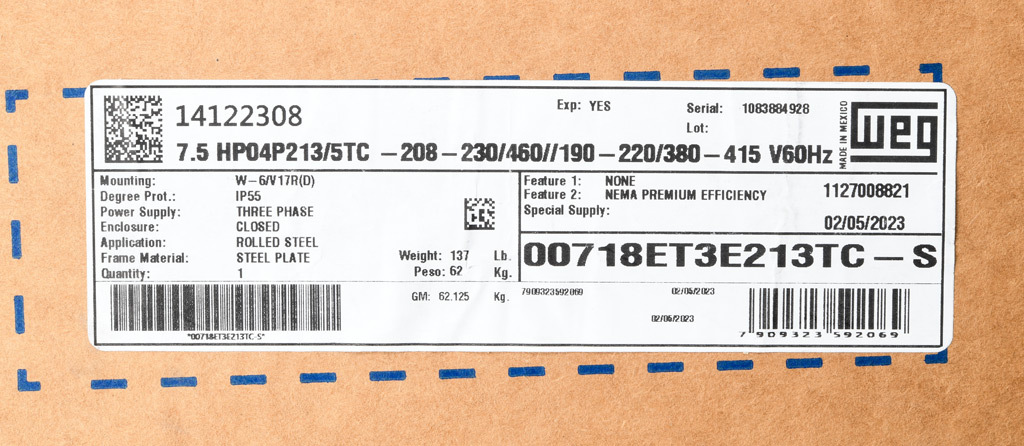 14122308
Exp: YES
Serial: 1083884928
Lot:
MADE IN MEXICO
weg
7.5 HP04P213/5TC -208-230/460//190-220/380-415 V60Hz
Mounting: W-6/V17R(D)
Degree Prot.: IP55
Power Supply: THREE PHASE
Enclosure: CLOSED
Application: ROLLED STEEL
Frame Material: STEEL PLATE
Quantity: 1
Weight: 137 Lb.
Peso: 62 Kg.
Feature 1: NONE
Feature 2: NEMA PREMIUM EFFICIENCY
Special Supply:
1127008821
02/05/2023
00718ET3E213TC-S
GM: 62.125 Kg.
7909323592069
02/05/2023
02/06/2023
*00718ET3E213TC-S*
7 909323 592069